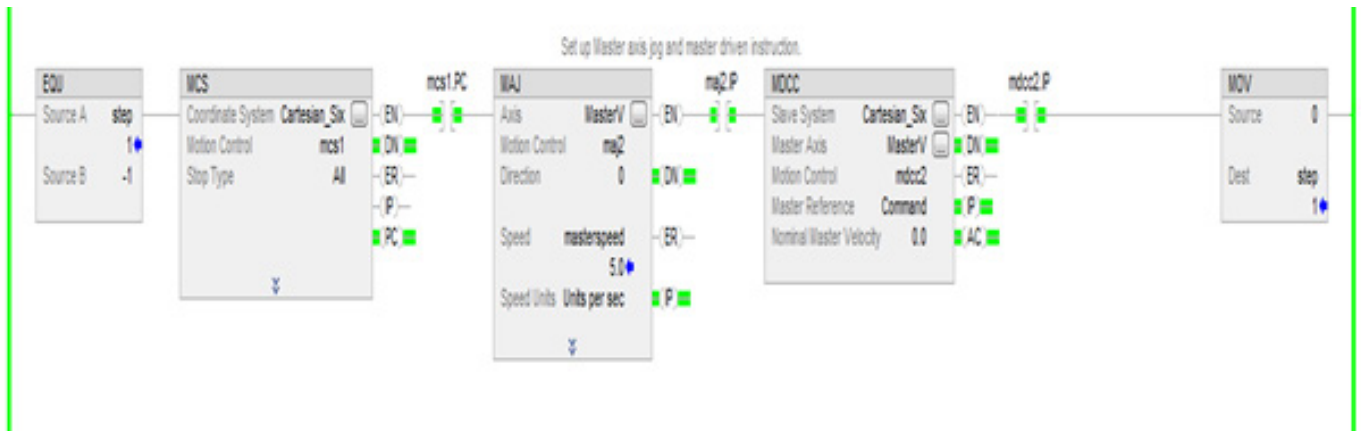 Set up Master axis jog and master driven instruction.
EQU
Source A step
1
Source B -1
MCS
Coordinate System Cartesian_Six ...
Motion Control mcs1
Stop Type All
(EN)
(DN)
(ER)
(IP)
(PC)
mcs1.PC
MAJ
Axis MasterV ...
Motion Control maj2
Direction 0
Speed masterspeed
5.0
Speed Units Units per sec
(EN)
(DN)
(ER)
(IP)
maj2.IP
MDCC
Slave System Cartesian_Six ...
Master Axis MasterV ...
Motion Control mdcc2
Master Reference Command
Nominal Master Velocity 0.0
(EN)
(DN)
(ER)
(IP)
(AC)
mdcc2.IP
MOV
Source 0
Dest step
1